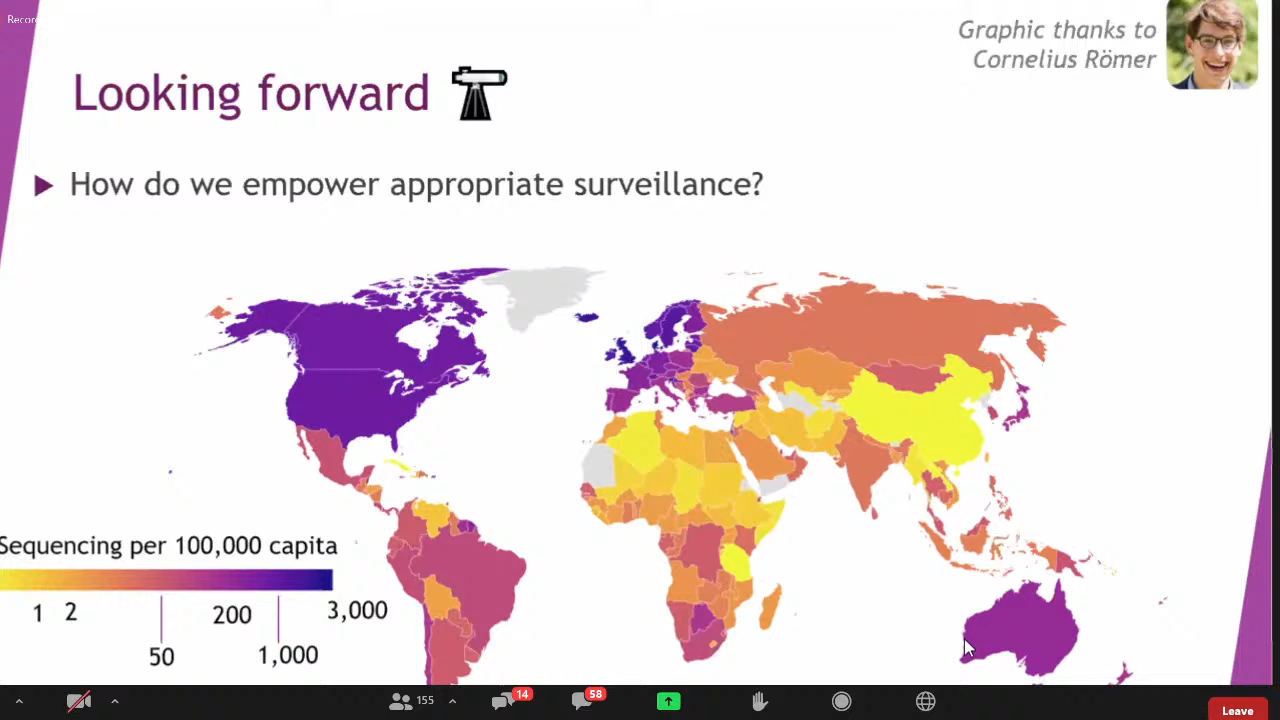 Graphic thanks to
Cornelius Römer
Looking forward
How do we empower appropriate surveillance?
Sequencing per 100,000 capita
1 2 200 3,000
50 1,000
155
14
58
Leave